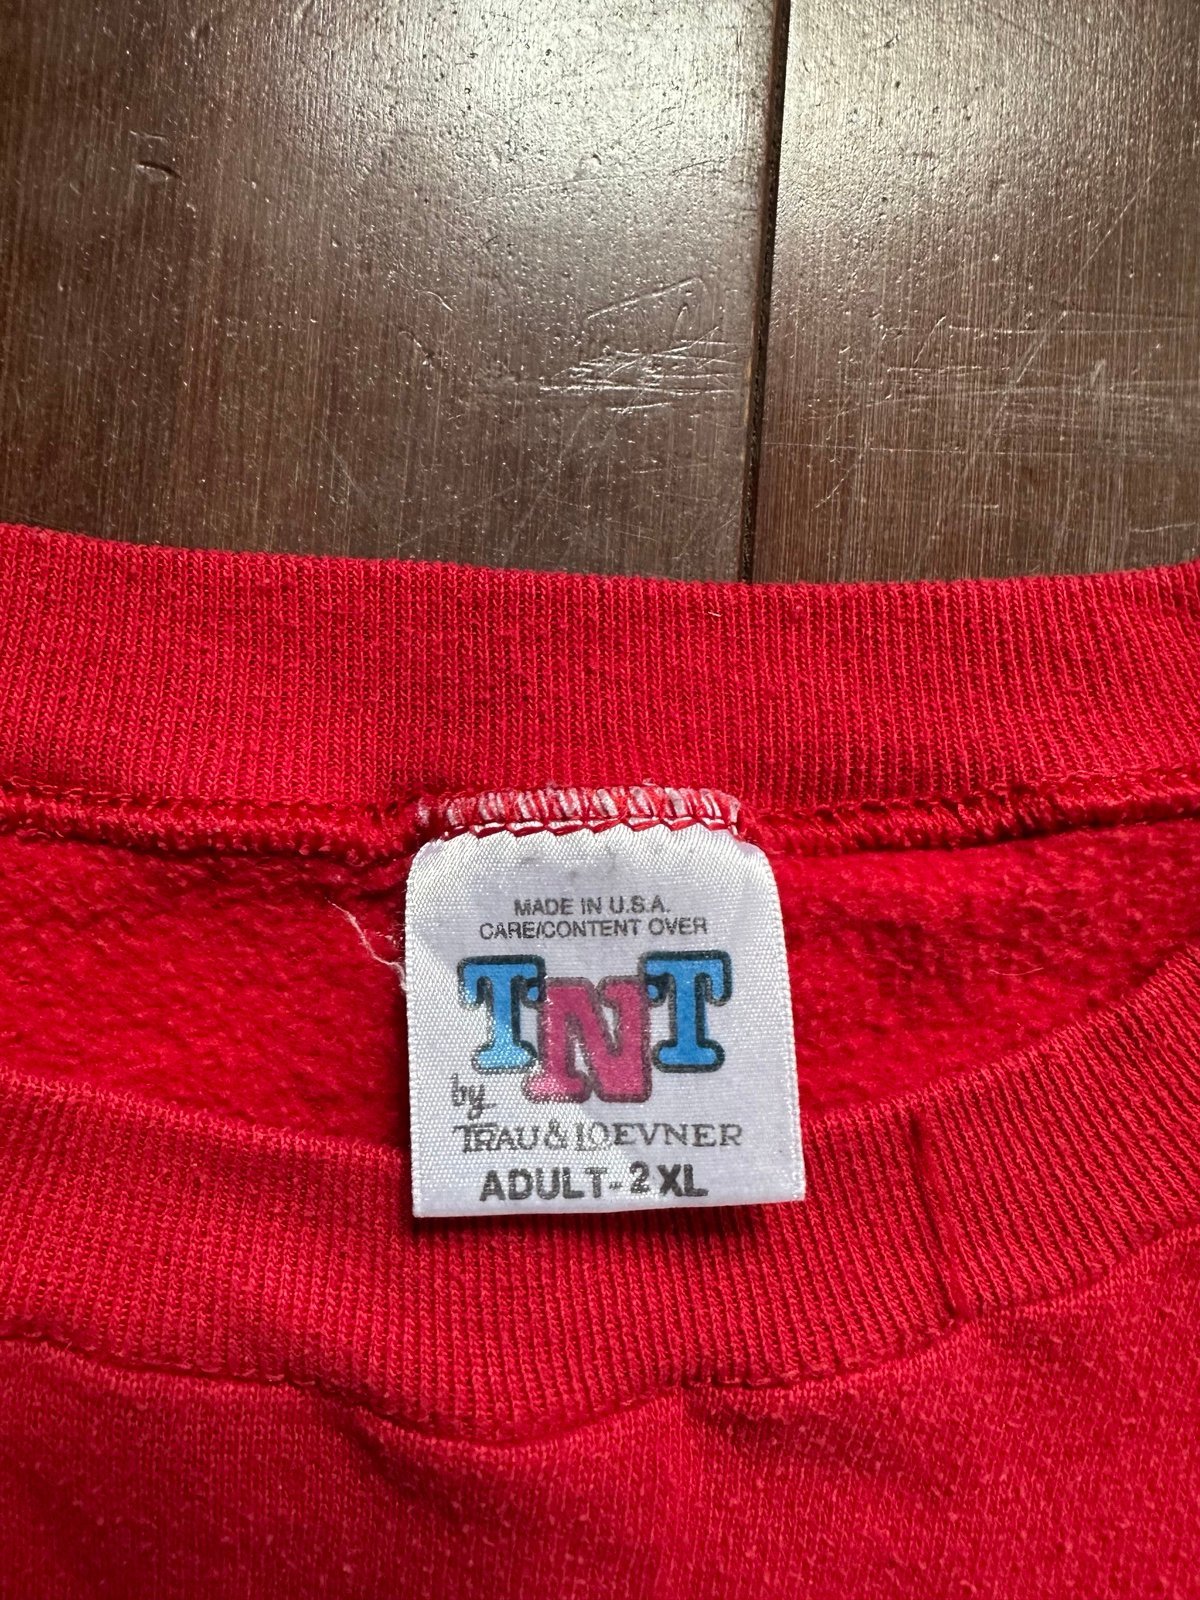 MADE IN U.S.A.
CARE/CONTENT OVER
TNT
by
TRAU & LOEVNER
ADULT-2XL